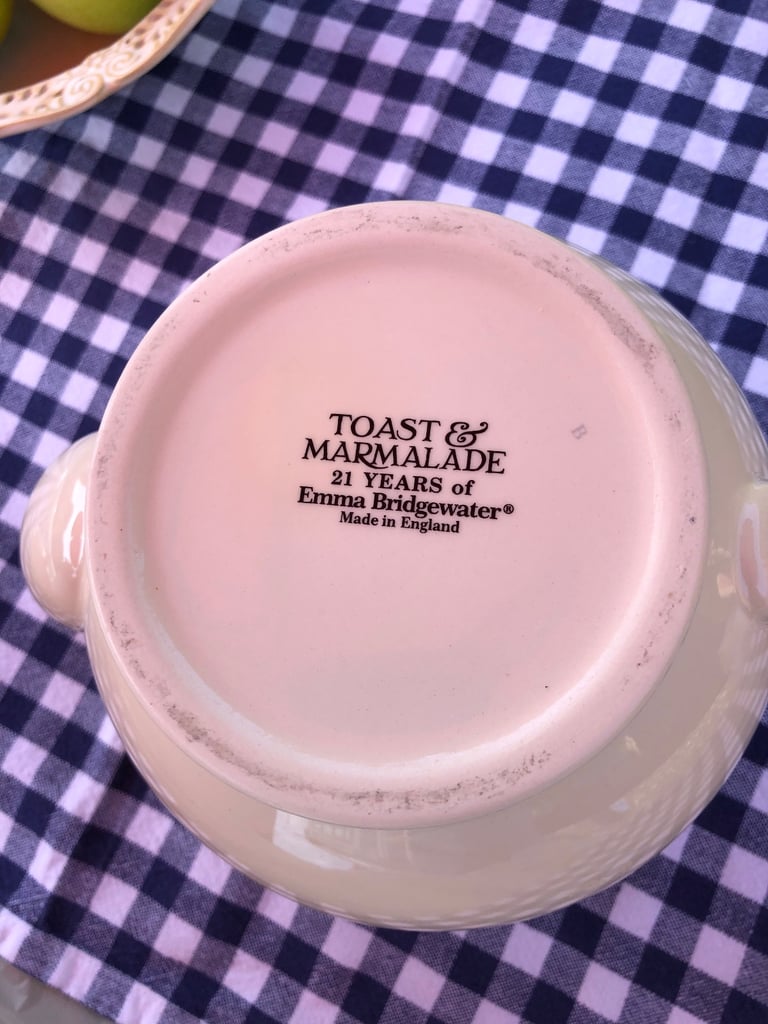 TOAST &
MARMALADE
21 YEARS of
Emma Bridgewater®
Made in England
B